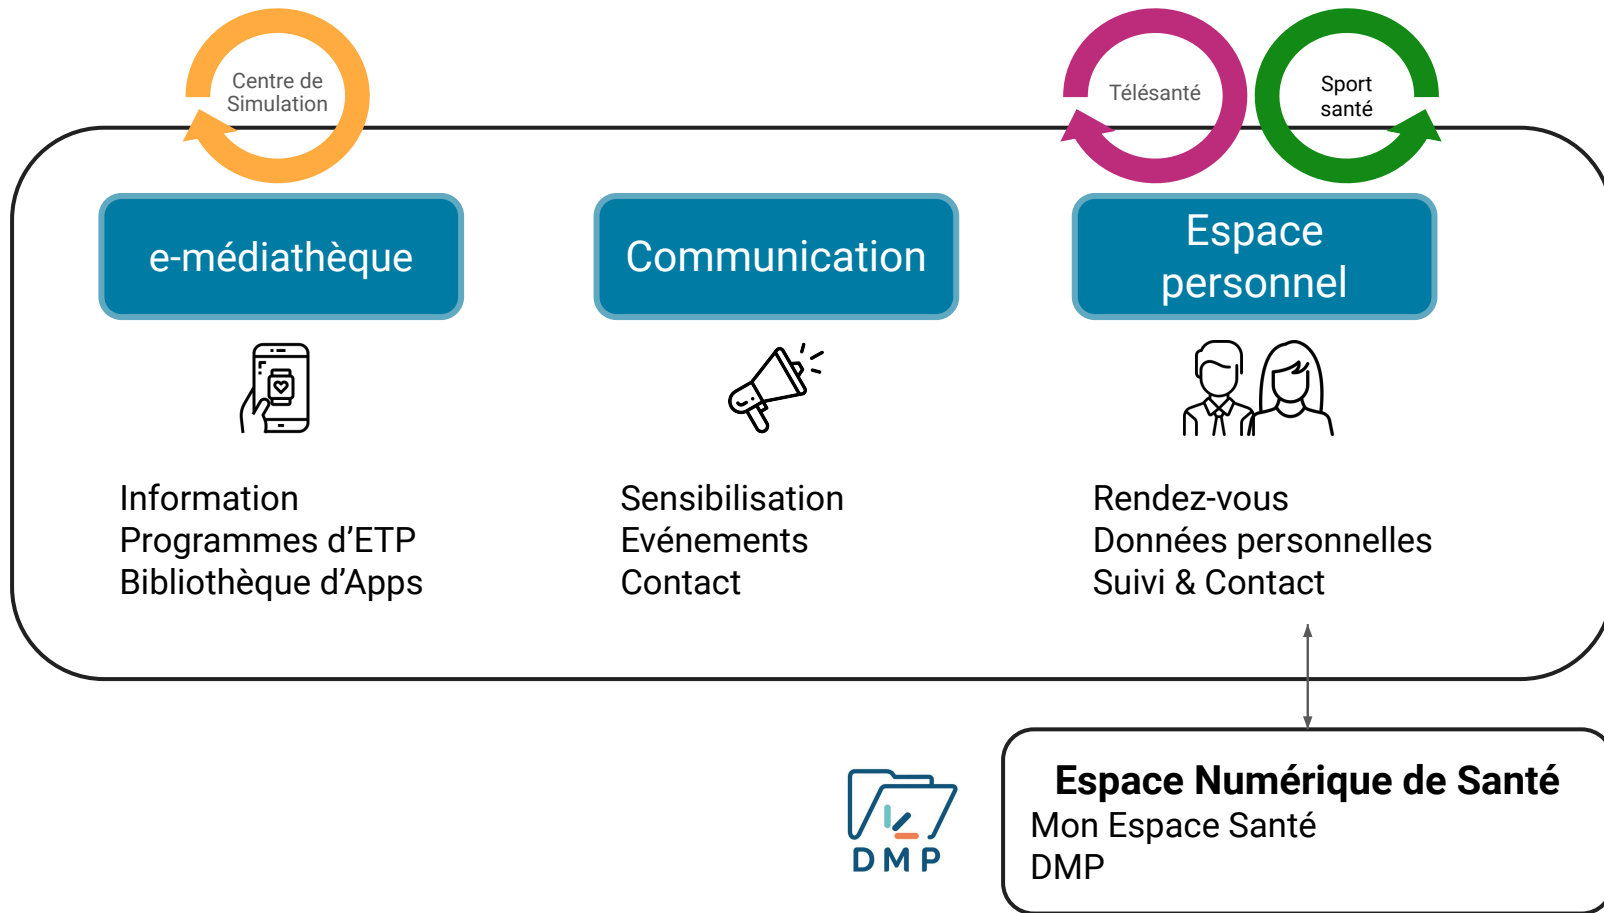 Centre de
Simulation
Télésanté
Sport
santé
e-médiathèque
Communication
Espace
personnel
Information
Programmes d’ETP
Bibliothèque d’Apps
Sensibilisation
Evénements
Contact
Rendez-vous
Données personnelles
Suivi & Contact
DMP
Espace Numérique de Santé
Mon Espace Santé
DMP